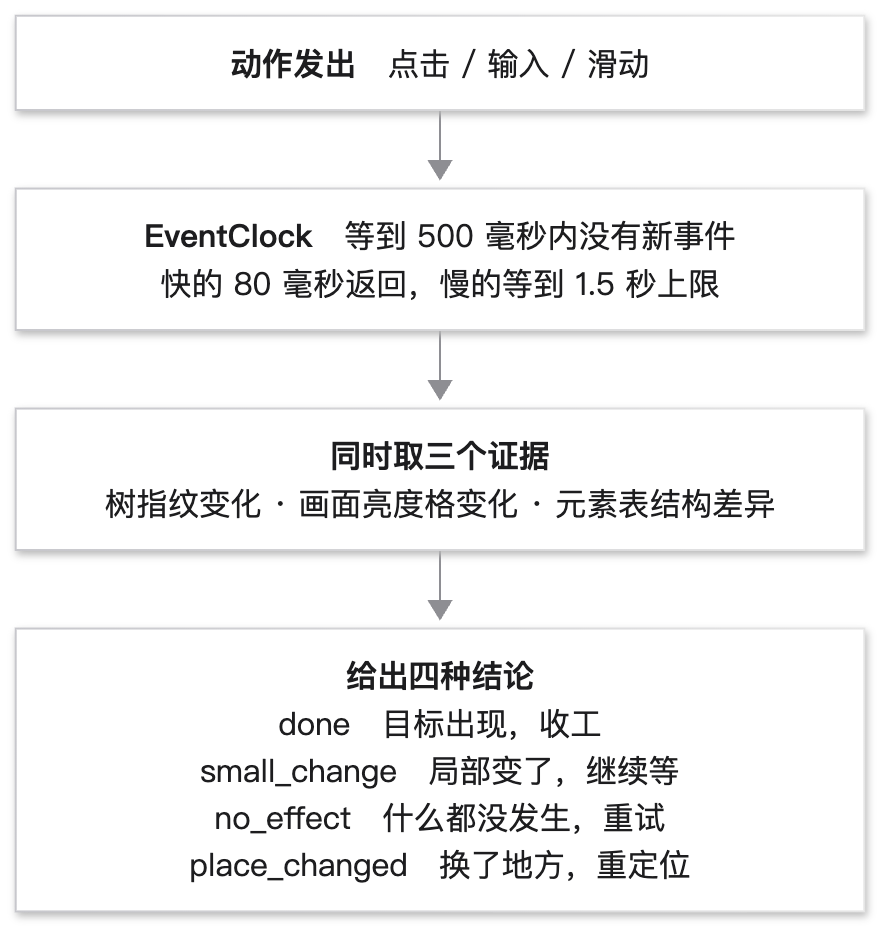 动作发出 点击 / 输入 / 滑动
EventClock 等到 500 毫秒内没有新事件
快的 80 毫秒返回，慢的等到 1.5 秒上限
同时取三个证据
树指纹变化 · 画面亮度格变化 · 元素表结构差异
给出四种结论
done 目标出现，收工
small_change 局部变了，继续等
no_effect 什么都没发生，重试
place_changed 换了地方，重定位